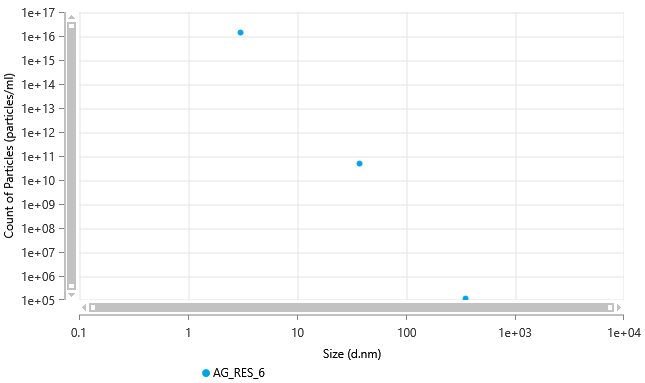 1e+17
1e+16
1e+15
1e+14
1e+13
1e+12
1e+11
1e+10
1e+09
1e+08
1e+07
1e+06
1e+05
Count of Particles (particles/ml)
0.1 1 10 100 1e+03 1e+04
Size (d.nm)
AG_RES_6